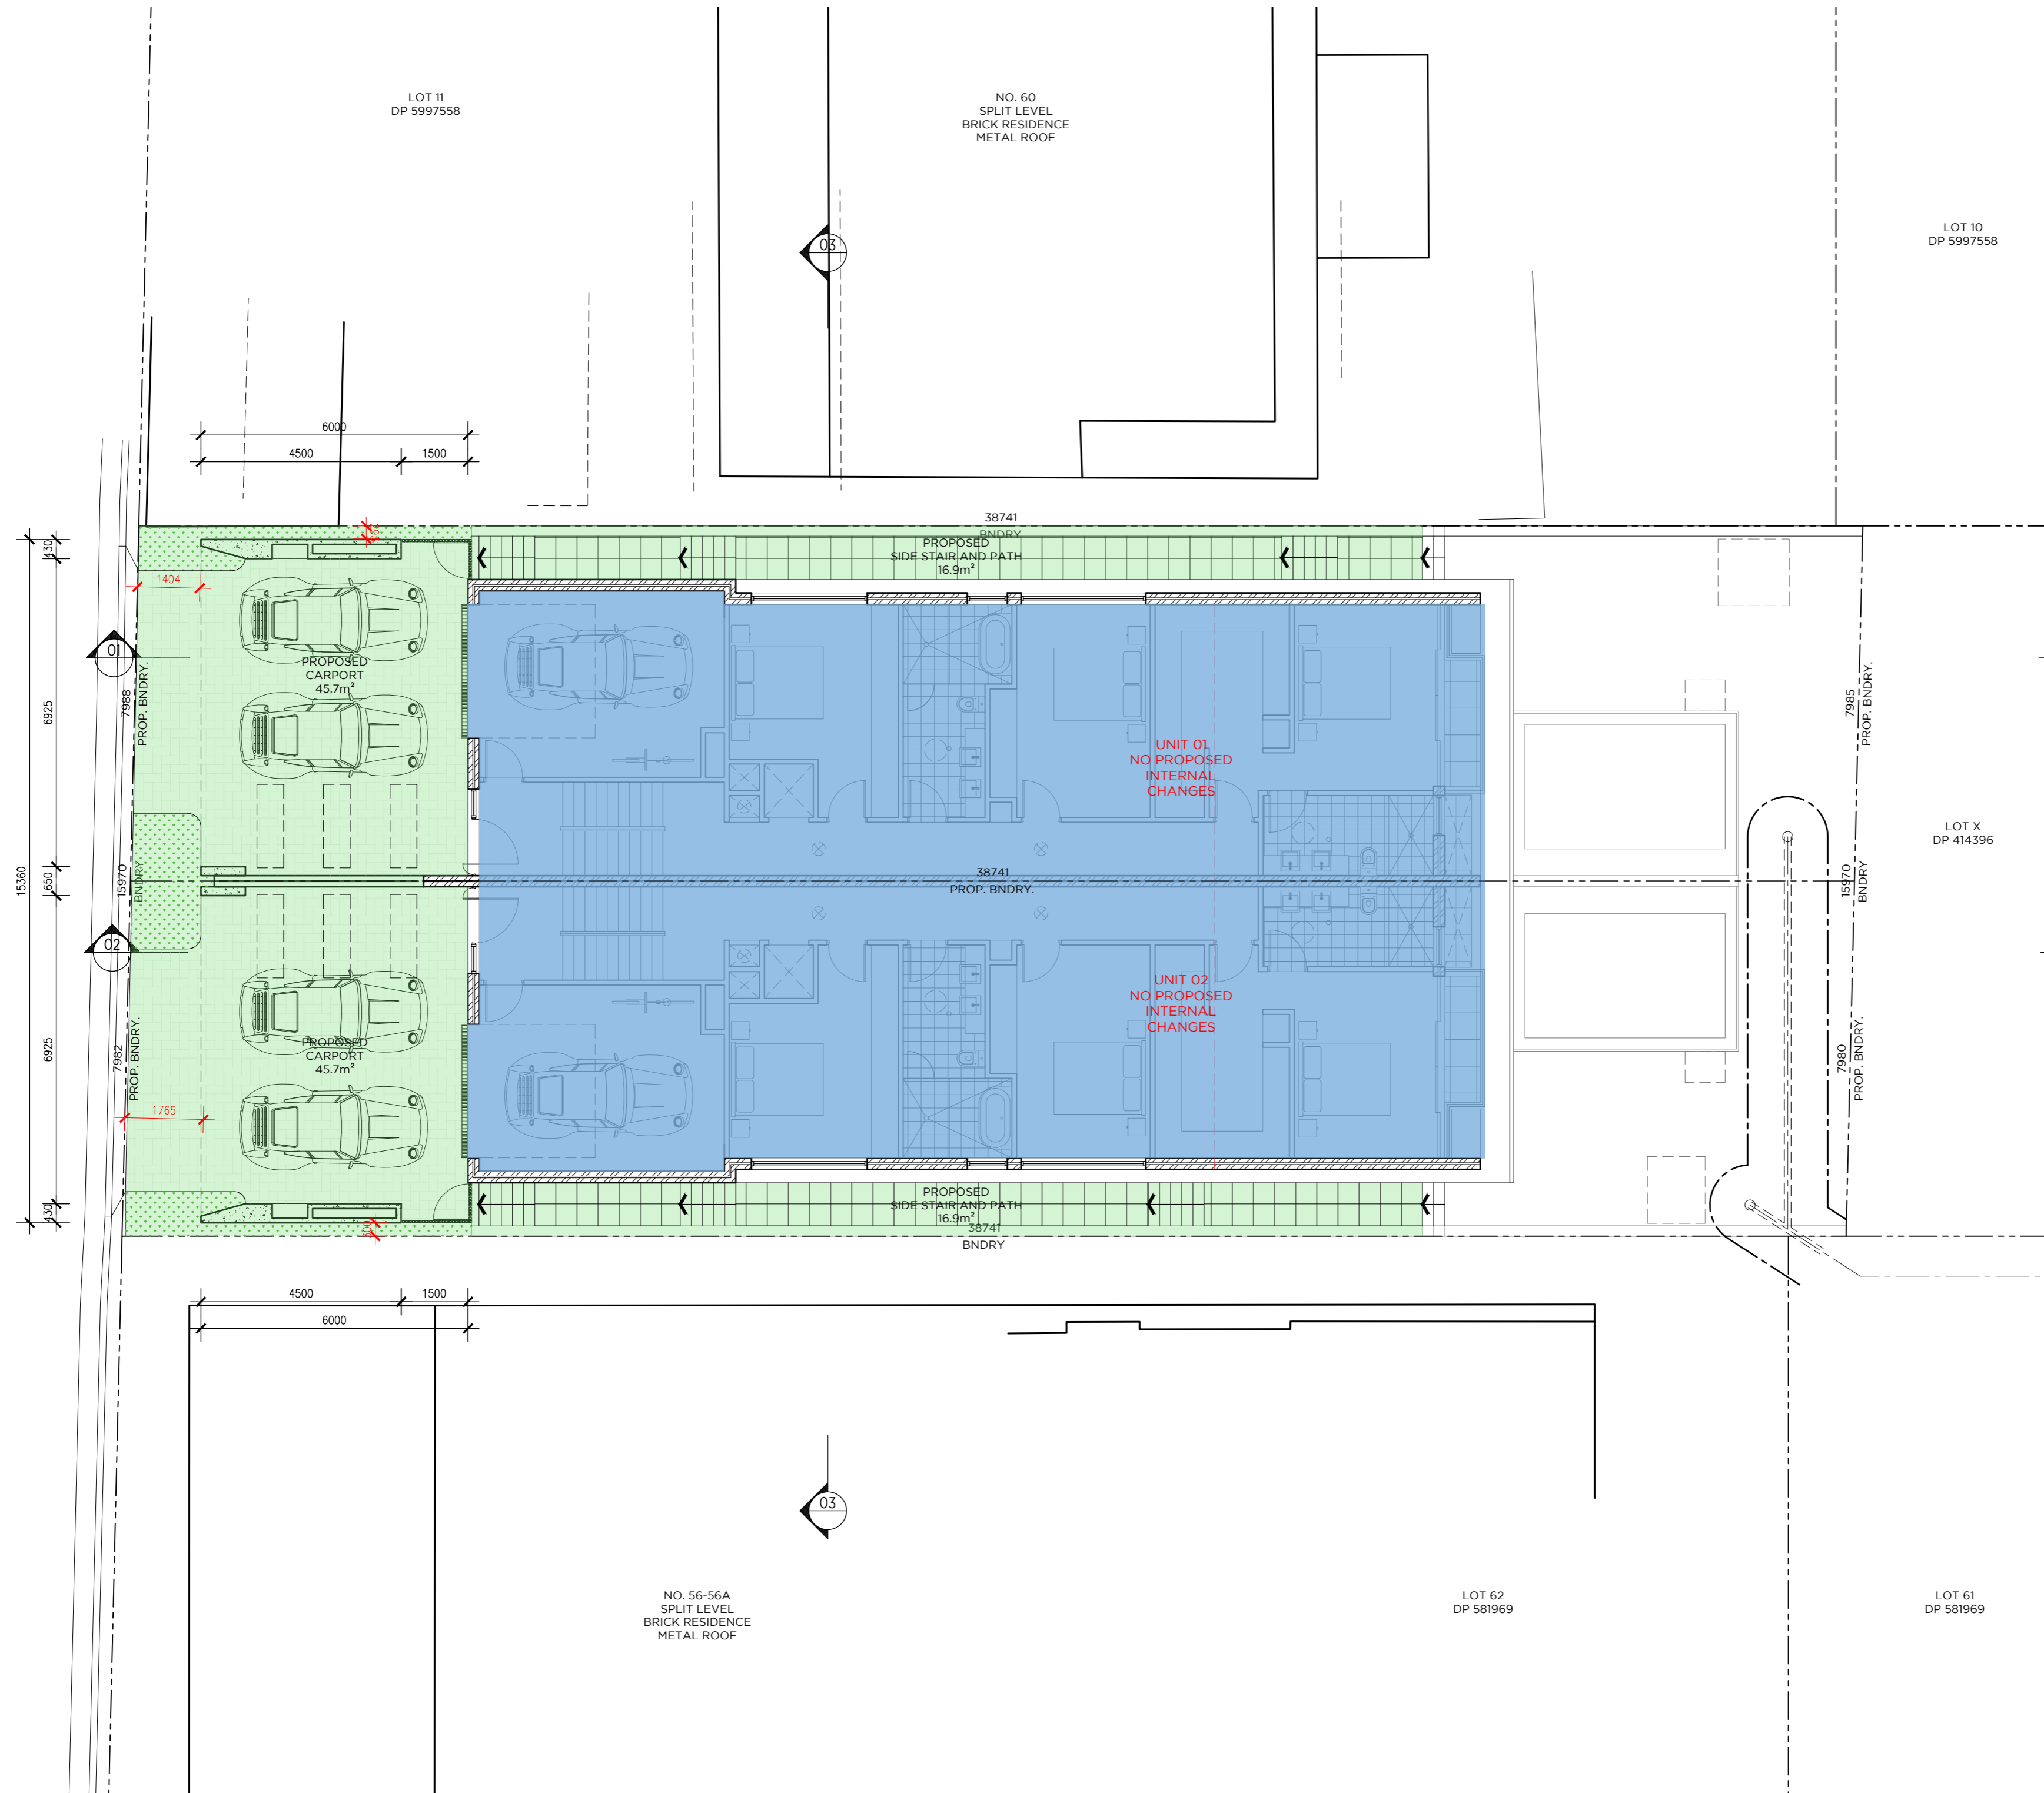 LOT 11
DP 5997558
NO. 60
SPLIT LEVEL
BRICK RESIDENCE
METAL ROOF
LOT 10
DP 5997558
03
6000
4500
1500
38741
BNDRY
PROPOSED
SIDE STAIR AND PATH
16.9m²
430
1404
01
PROPOSED
CARPORT
45.7m²
7988
PROP. BNDRY.
6925
UNIT 01
NO PROPOSED
INTERNAL
CHANGES
7985
PROP. BNDRY.
LOT X
DP 414396
15360
650
15970
BNDRY
38741
PROP. BNDRY.
15970
BNDRY
02
UNIT 02
NO PROPOSED
INTERNAL
CHANGES
6925
7982
PROP. BNDRY.
PROPOSED
CARPORT
45.7m²
7980
PROP. BNDRY.
1765
430
PROPOSED
SIDE STAIR AND PATH
16.9m²
38741
BNDRY
4500
1500
6000
03
NO. 56-56A
SPLIT LEVEL
BRICK RESIDENCE
METAL ROOF
LOT 62
DP 581969
LOT 61
DP 581969